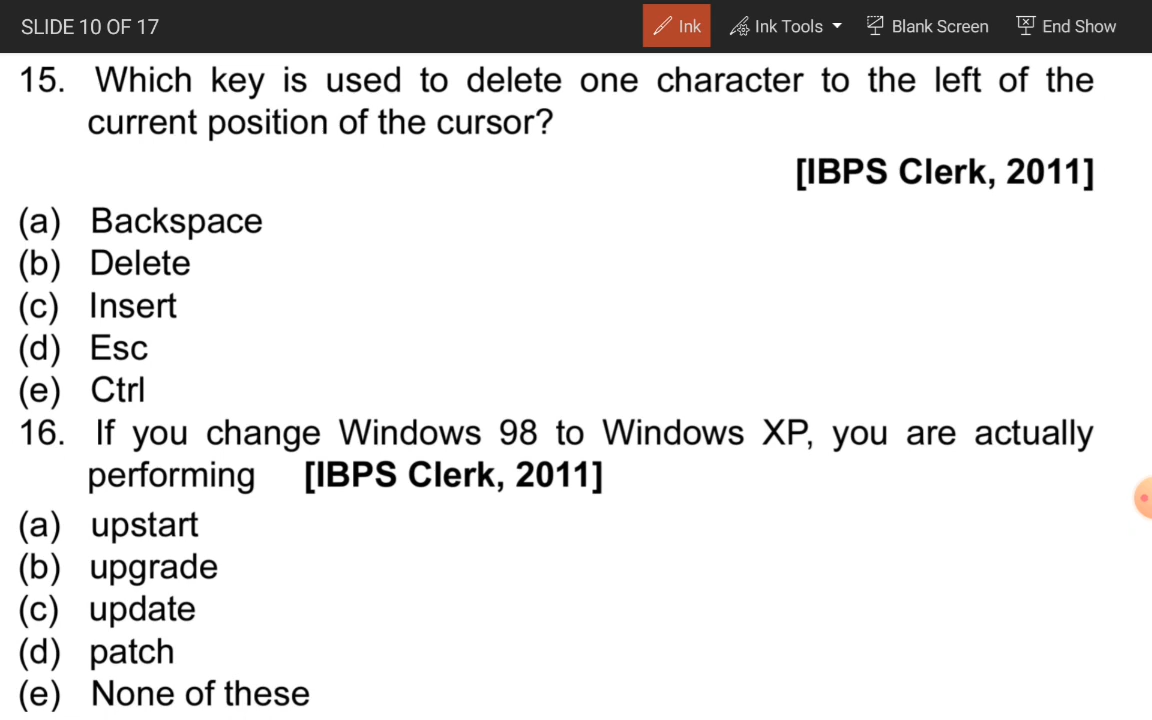 SLIDE 10 OF 17 Ink Ink Tools Blank Screen End Show
15. Which key is used to delete one character to the left of the
current position of the cursor?
[IBPS Clerk, 2011]
(a) Backspace
(b) Delete
(c) Insert
(d) Esc
(e) Ctrl
16. If you change Windows 98 to Windows XP, you are actually
performing [IBPS Clerk, 2011]
(a) upstart
(b) upgrade
(c) update
(d) patch
(e) None of these